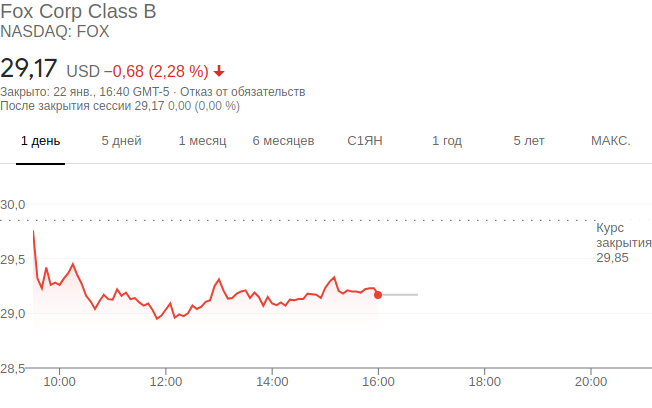 Fox Corp Class B
NASDAQ: FOX
29,17 USD −0,68 (2,28 %)
Закрыто: 22 янв., 16:40 GMT-5 · Отказ от обязательств
После закрытия сессии 29,17 0,00 (0,00 %)
1 день 5 дней 1 месяц 6 месяцев С1ЯН 1 год 5 лет МАКС.
30,0
Курс
закрытия
29,85
29,5
29,0
28,5
10:00 12:00 14:00 16:00 18:00 20:00